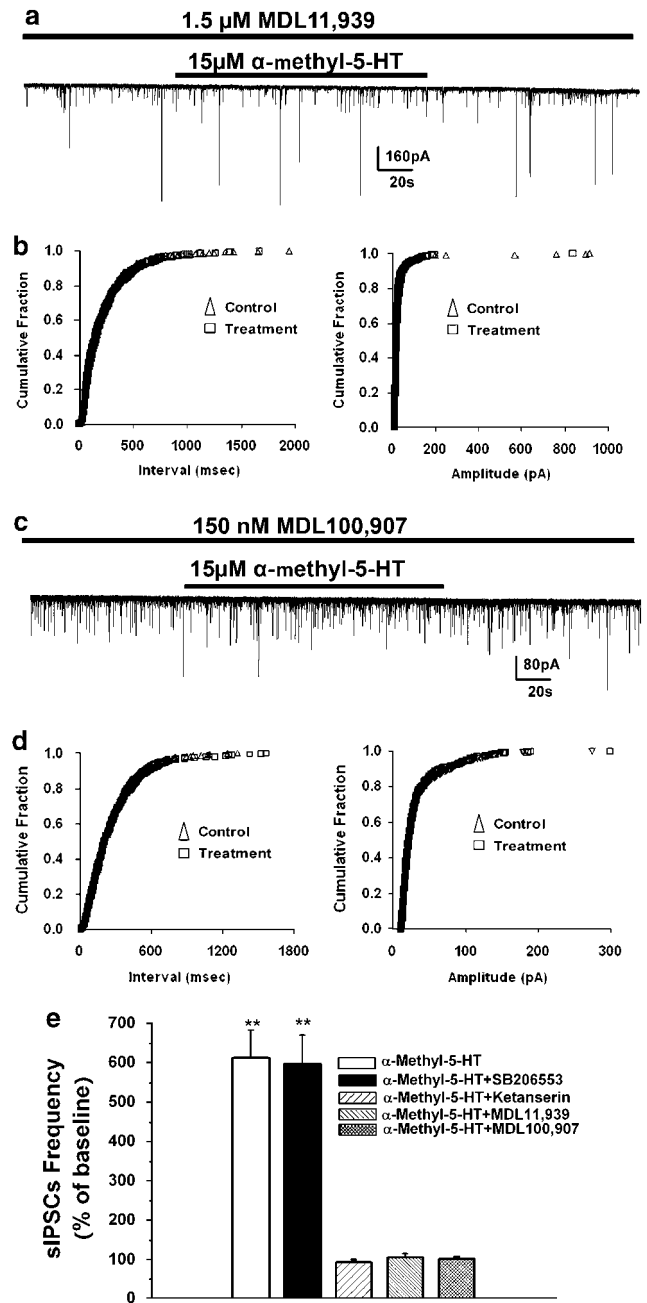 a
1.5 µM MDL11,939
15µM α-methyl-5-HT
160pA
20s
b
1.0
0.8
0.6
0.4
0.2
0.0
Cumulative Fraction
Control
Treatment
0 500 1000 1500 2000
Interval (msec)
1.0
0.8
0.6
0.4
0.2
0.0
Cumulative Fraction
Control
Treatment
0 200 400 600 800 1000
Amplitude (pA)
c
150 nM MDL100,907
15µM α-methyl-5-HT
80pA
20s
d
1.0
0.8
0.6
0.4
0.2
0.0
Cumulative Fraction
Control
Treatment
0 600 1200 1800
Interval (msec)
1.0
0.8
0.6
0.4
0.2
0.0
Cumulative Fraction
Control
Treatment
0 100 200 300
Amplitude (pA)
e
700
600
500
400
300
200
100
0
sIPSCs Frequency
(% of baseline)
** **
α-Methyl-5-HT
α-Methyl-5-HT+SB206553
α-Methyl-5-HT+Ketanserin
α-Methyl-5-HT+MDL11,939
α-Methyl-5-HT+MDL100,907